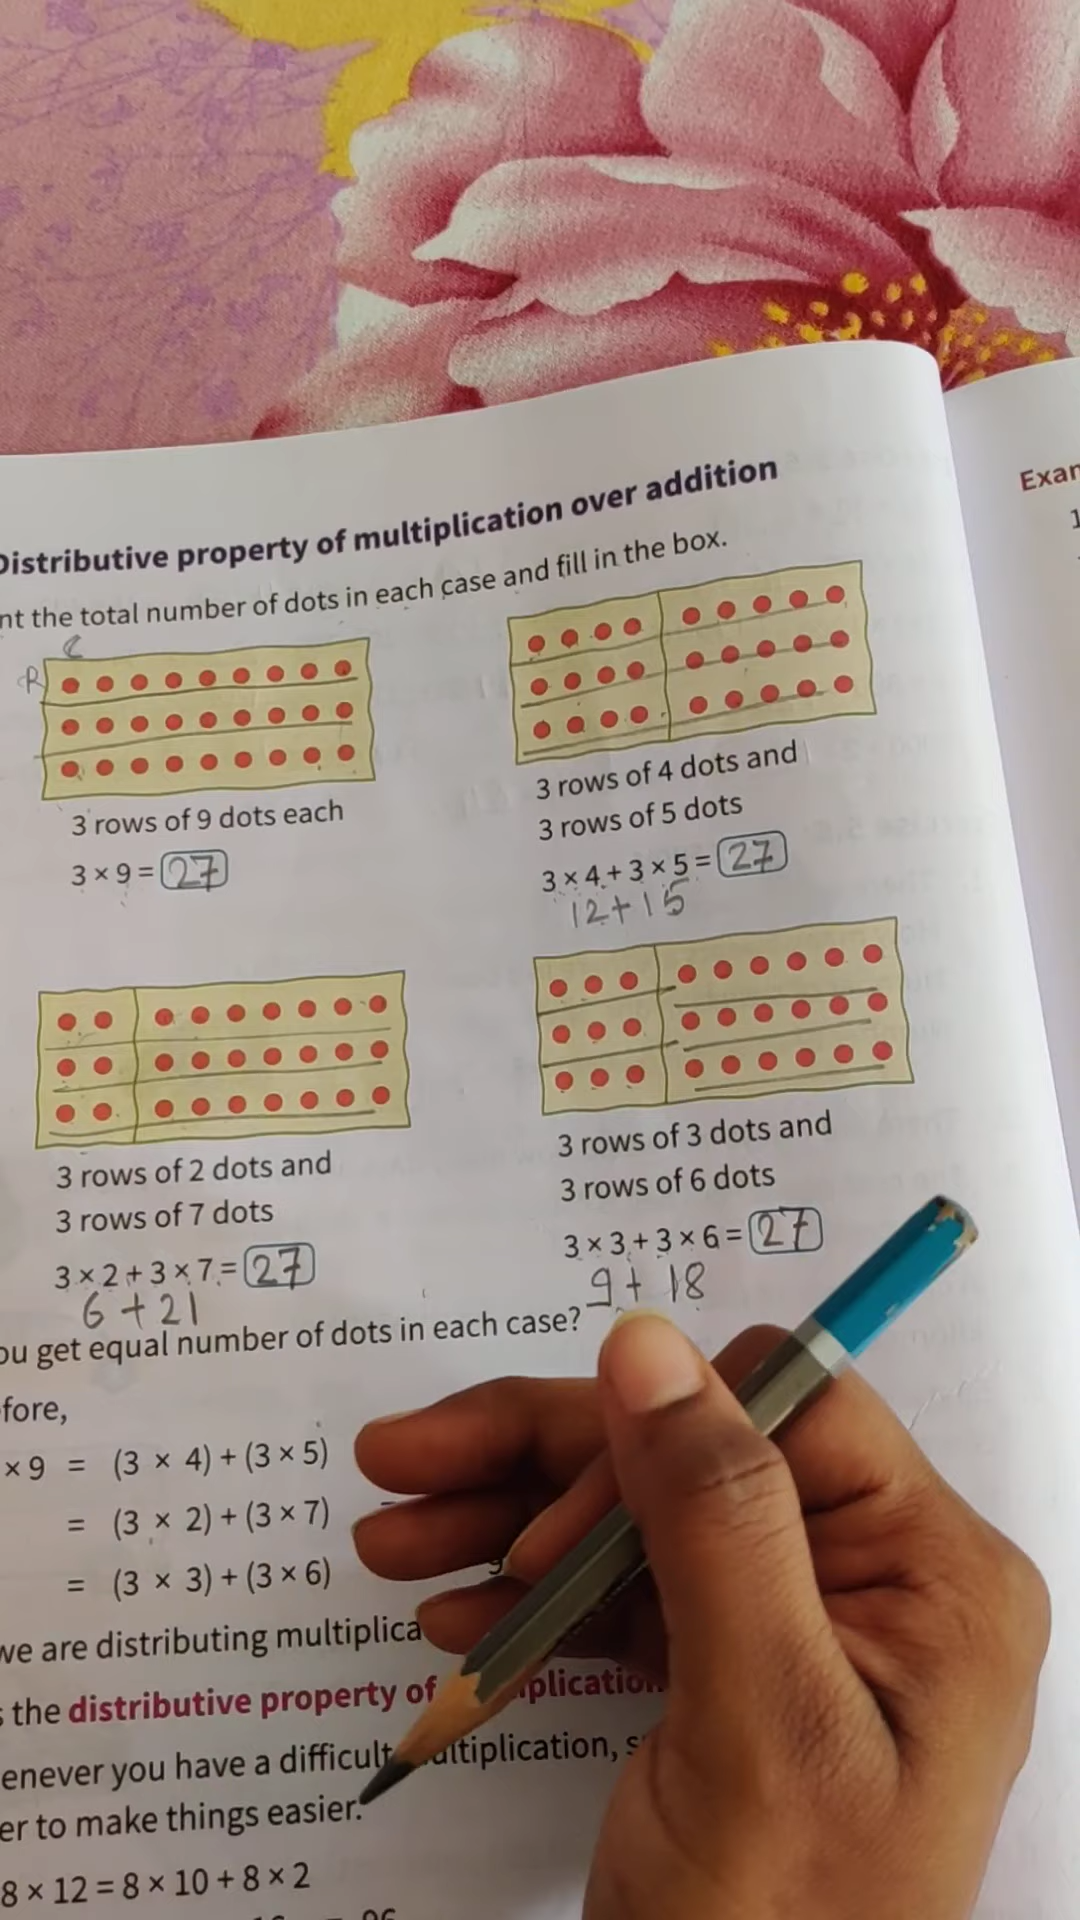 Distributive property of multiplication over addition
nt the total number of dots in each case and fill in the box.
C
R
3 rows of 9 dots each
3 × 9 = 27
3 rows of 4 dots and
3 rows of 5 dots
3 × 4 + 3 × 5 = 27
12 + 15
3 rows of 2 dots and
3 rows of 7 dots
3 × 2 + 3 × 7 = 27
6 + 21
3 rows of 3 dots and
3 rows of 6 dots
3 × 3 + 3 × 6 = 27
9 + 18
ou get equal number of dots in each case?
fore,
× 9 = (3 × 4) + (3 × 5)
= (3 × 2) + (3 × 7)
= (3 × 3) + (3 × 6)
we are distributing multiplica
s the distributive property of iplication
enever you have a difficult ultiplication, s
er to make things easier.
8 × 12 = 8 × 10 + 8 × 2
Exam
1